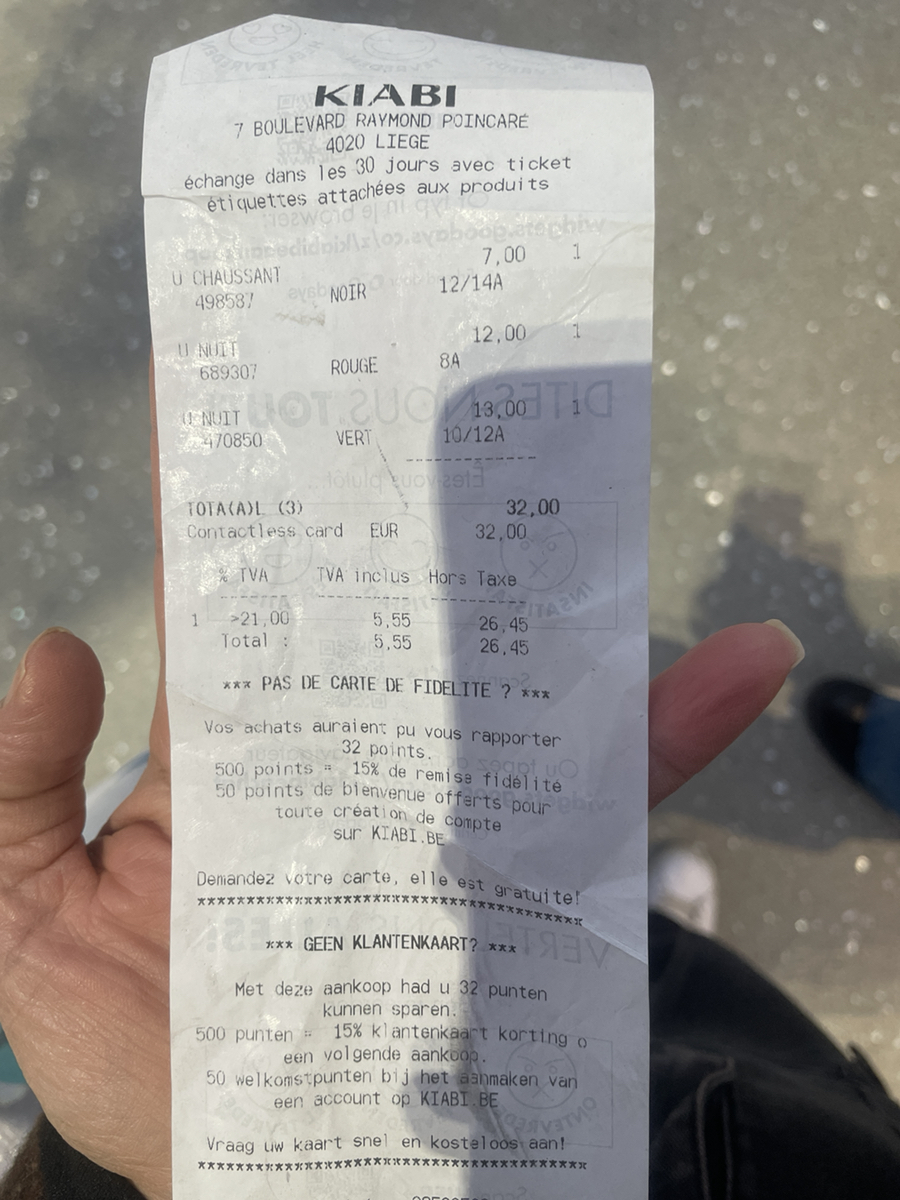 KIABI
7 BOULEVARD RAYMOND POINCARE
4020 LIEGE
échange dans les 30 jours avec ticket
étiquettes attachées aux produits
7,00 1
U CHAUSSANT
498587 NOIR 12/14A
12,00 1
U NUIT
689307 ROUGE 8A
13,00 1
U NUIT
470850 VERT 10/12A
---------------
TOTA(A)L (3) 32,00
Contactless card EUR 32,00
% TVA TVA inclus Hors Taxe
1 >21,00 5,55 26,45
Total : 5,55 26,45
*** PAS DE CARTE DE FIDELITE ? ***
Vos achats auraient pu vous rapporter
32 points.
500 points = 15% de remise fidélité
50 points de bienvenue offerts pour
toute création de compte
sur KIABI.BE
Demandez votre carte, elle est gratuite!
****************************************
*** GEEN KLANTENKAART? ***
Met deze aankoop had u 32 punten
kunnen sparen.
500 punten = 15% klantenkaart korting o
een volgende aankoop.
50 welkomstpunten bij het aanmaken van
een account op KIABI.BE
Vraag uw kaart snel en kosteloos aan!
****************************************